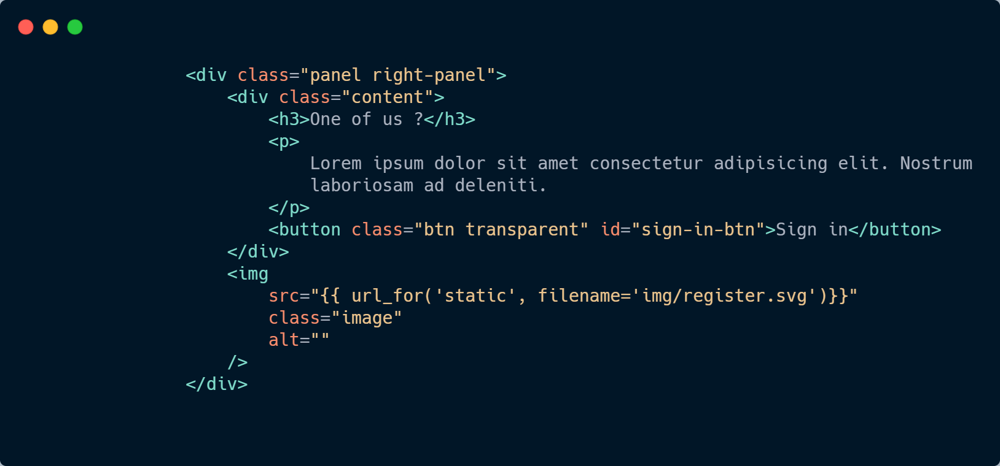 <div class="panel right-panel">
    <div class="content">
        <h3>One of us ?</h3>
        <p>
            Lorem ipsum dolor sit amet consectetur adipisicing elit. Nostrum
            laboriosam ad deleniti.
        </p>
        <button class="btn transparent" id="sign-in-btn">Sign in</button>
    </div>
    <img
        src="{{ url_for('static', filename='img/register.svg')}}"
        class="image"
        alt=""
    />
</div>